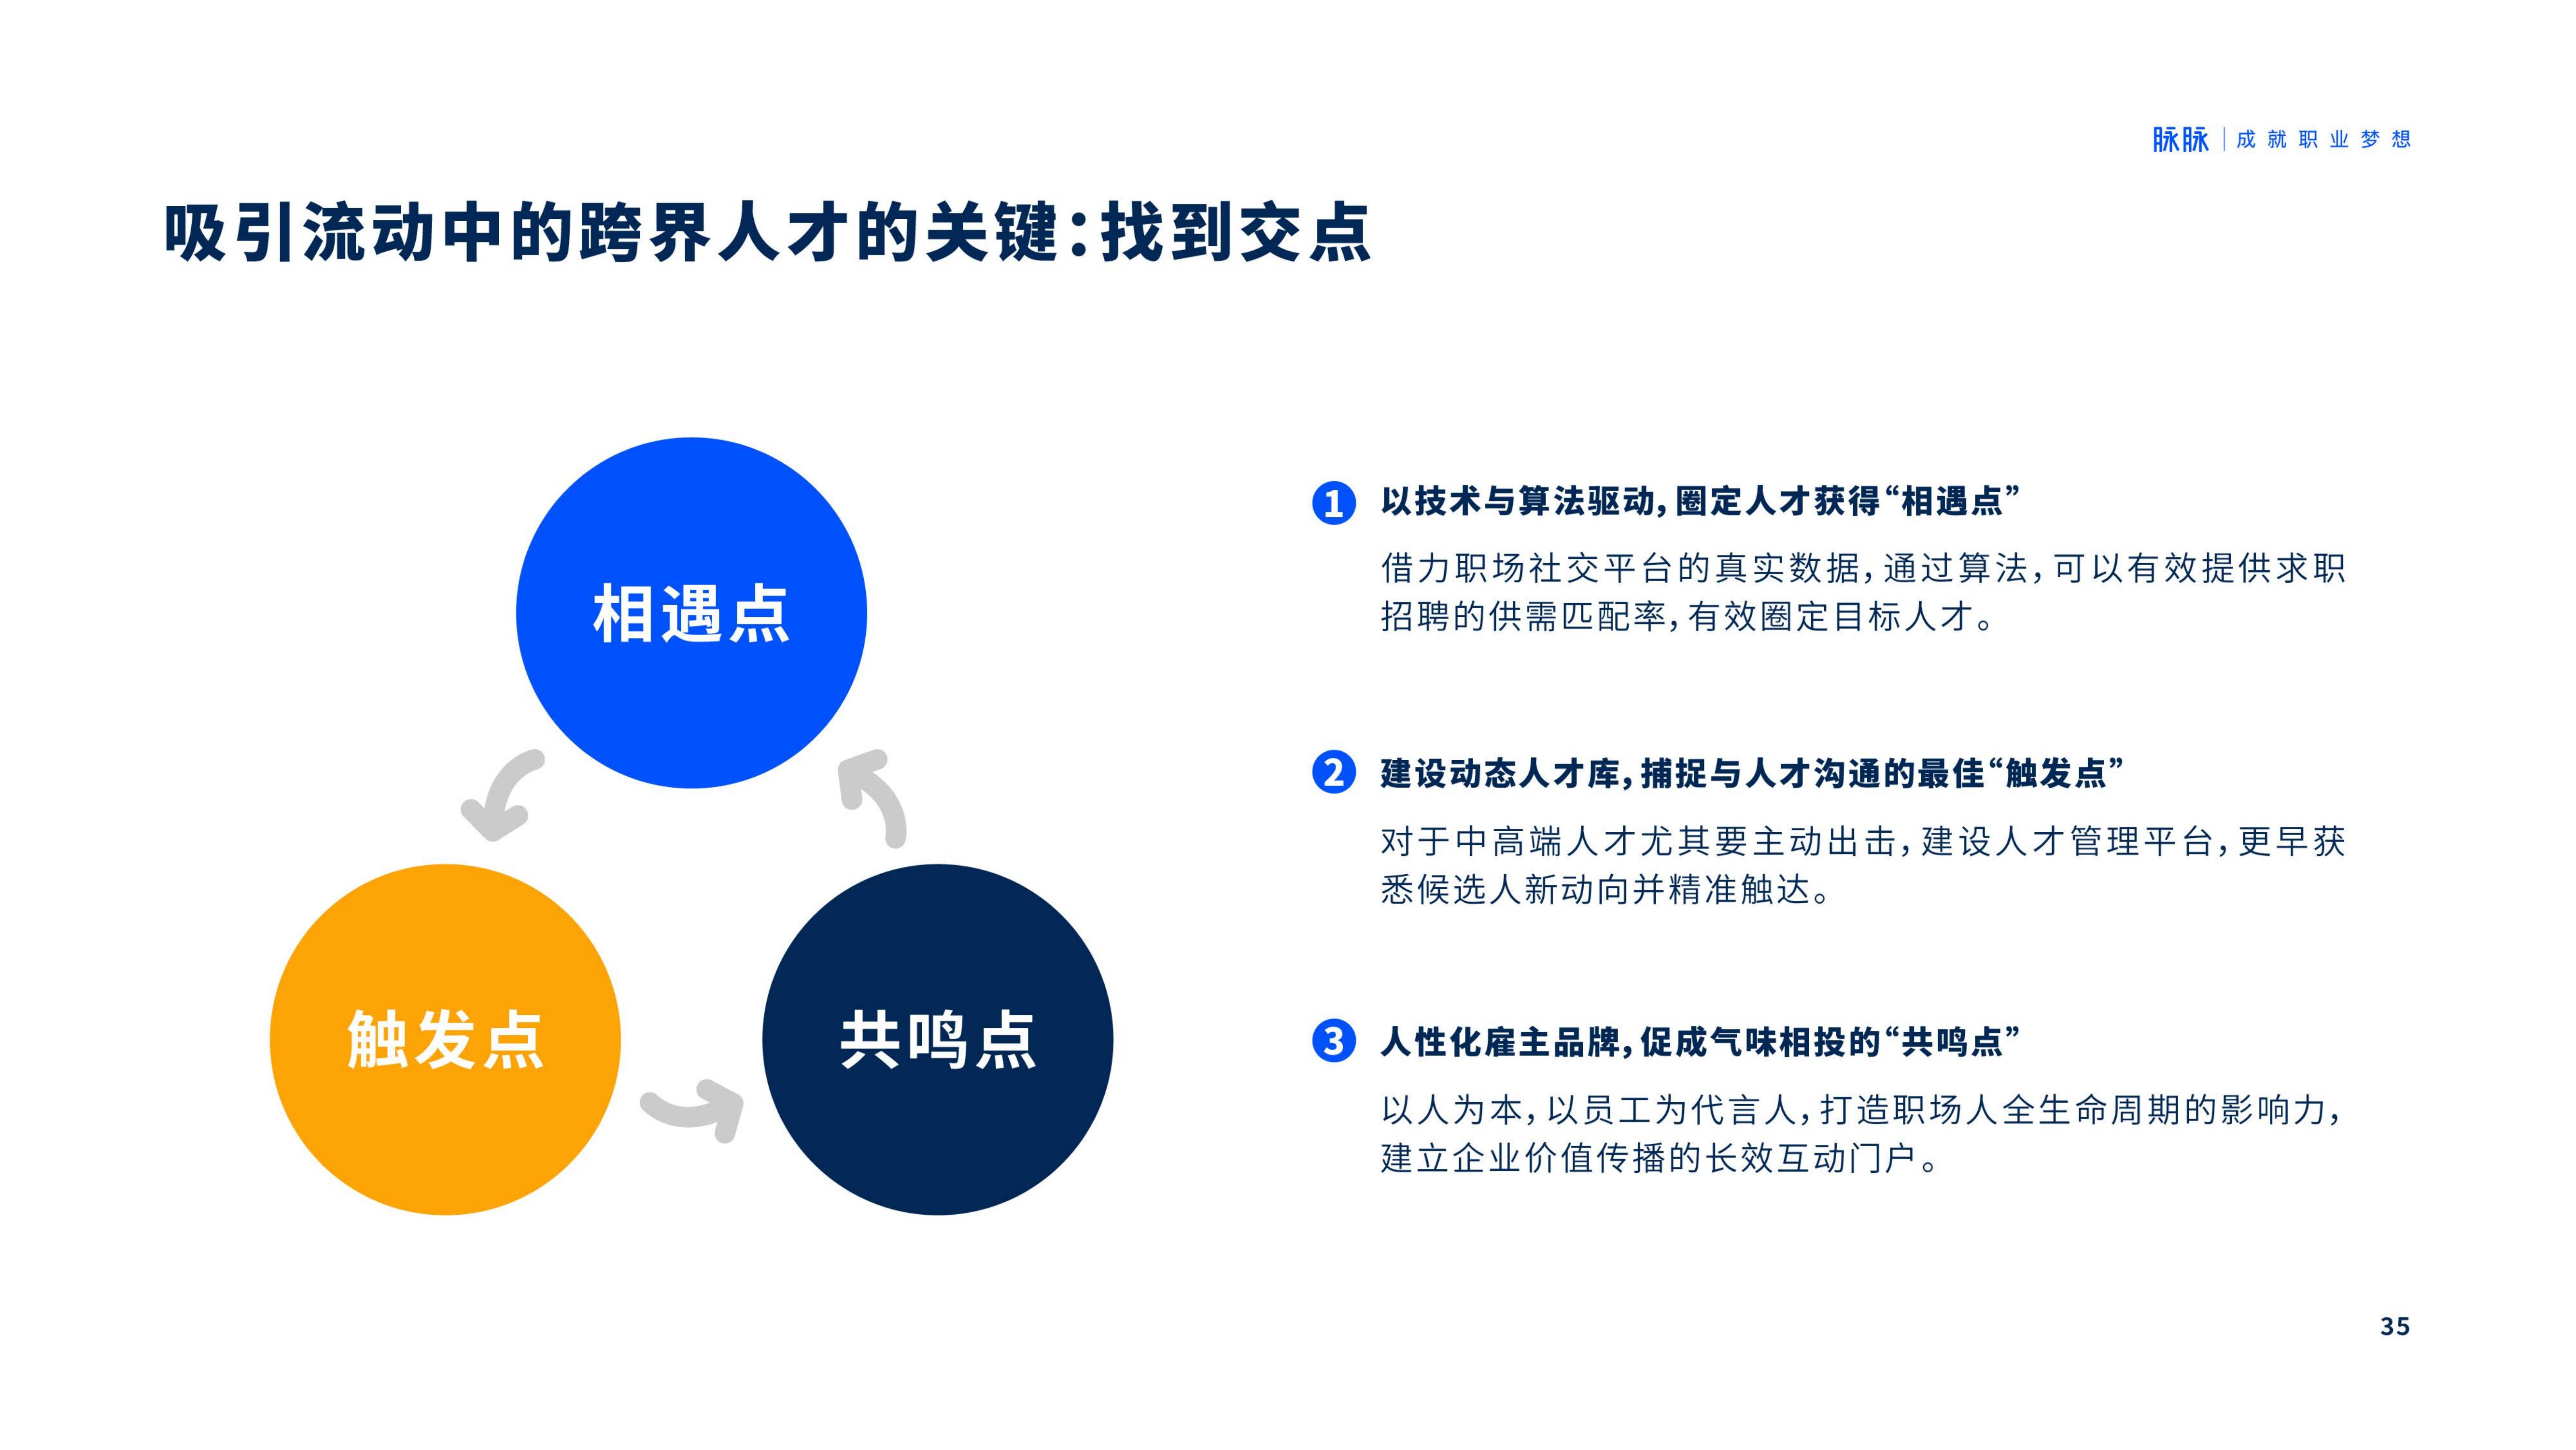 脉脉 | 成就职业梦想
吸引流动中的跨界人才的关键：找到交点
相遇点
触发点
共鸣点
1 以技术与算法驱动，圈定人才获得“相遇点”
借力职场社交平台的真实数据，通过算法，可以有效提供求职
招聘的供需匹配率，有效圈定目标人才。
2 建设动态人才库，捕捉与人才沟通的最佳“触发点”
对于中高端人才尤其要主动出击，建设人才管理平台，更早获
悉候选人新动向并精准触达。
3 人性化雇主品牌，促成气味相投的“共鸣点”
以人为本，以员工为代言人，打造职场人全生命周期的影响力，
建立企业价值传播的长效互动门户。
35